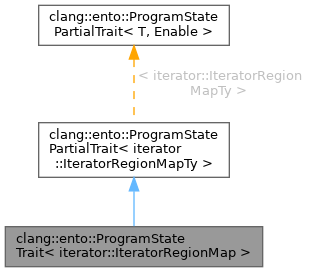 clang::ento::ProgramState
PartialTrait< T, Enable >
< iterator::IteratorRegion
MapTy >
clang::ento::ProgramState
PartialTrait< iterator
::IteratorRegionMapTy >
clang::ento::ProgramState
Trait< iterator::IteratorRegionMap >